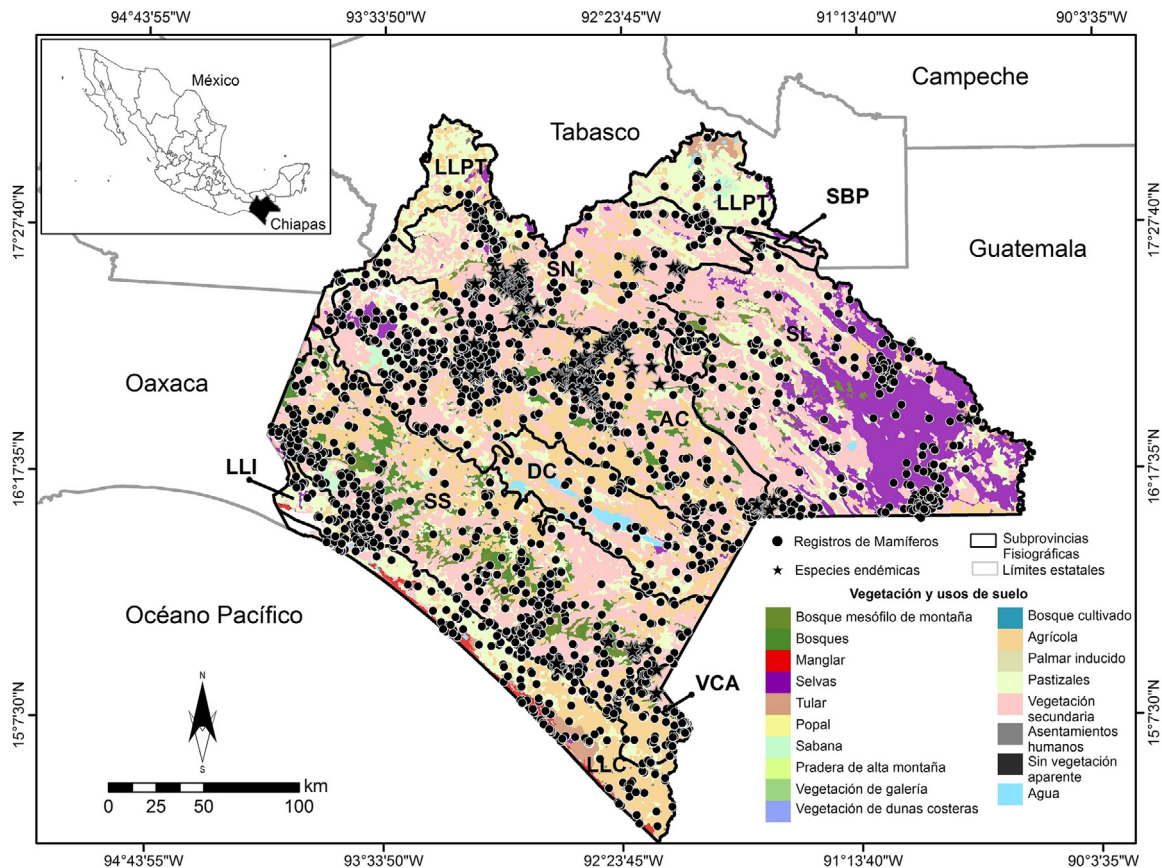 94°43'55"W 93°33'50"W 92°23'45"W 91°13'40"W 90°3'35"W
México
Chiapas
Campeche
Tabasco
LLPT
LLPT
SBP
17°27'40"N
17°27'40"N
Guatemala
SN
SL
Oaxaca
AC
LLI
DC
16°17'35"N
16°17'35"N
SS
Registros de Mamíferos
Subprovincias
Fisiográficas
Especies endémicas
Límites estatales
Océano Pacífico
Vegetación y usos de suelo
Bosque mesófilo de montaña
Bosques
Manglar
Selvas
Tular
Popal
Sabana
Pradera de alta montaña
Vegetación de galería
Vegetación de dunas costeras
Bosque cultivado
Agrícola
Palmar inducido
Pastizales
Vegetación
secundaria
Asentamientos
humanos
Sin vegetación
aparente
Agua
VCA
15°7'30"N
15°7'30"N
LLC
N
S
km
0 25 50 100
94°43'55"W 93°33'50"W 92°23'45"W 91°13'40"W 90°3'35"W